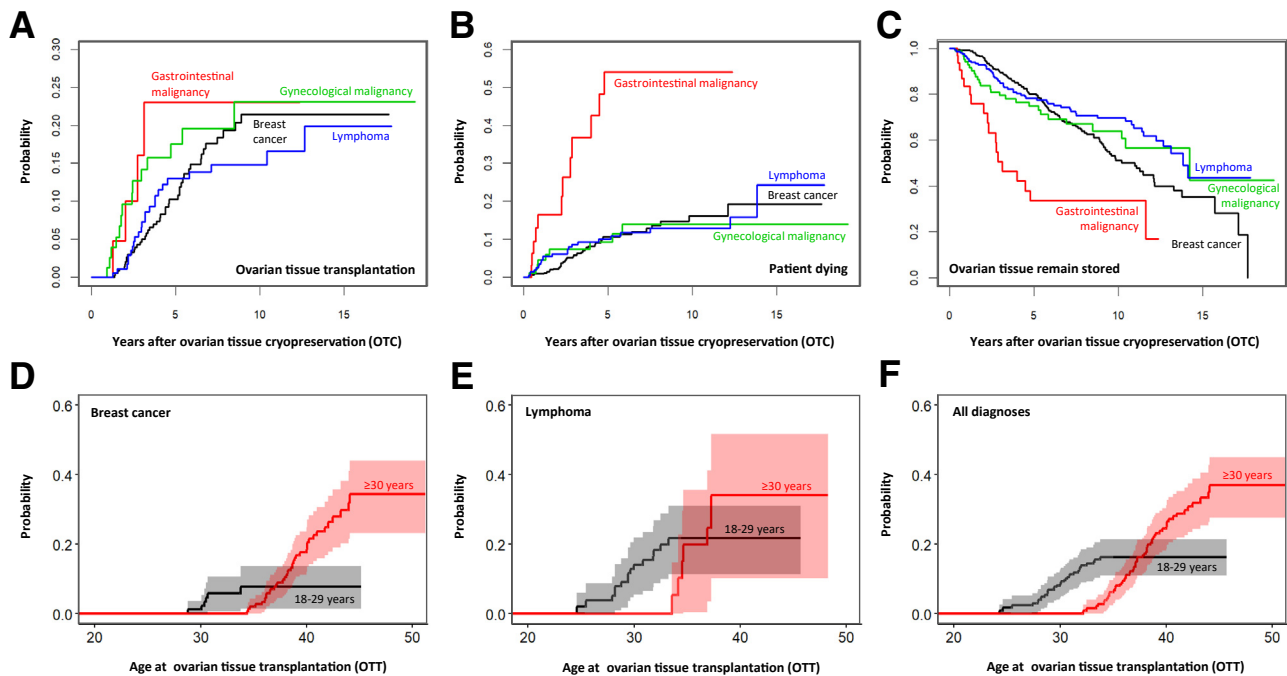 A
0.30
0.25
0.20
0.15
0.10
0.05
0.00
Probability
Gastrointestinal
malignancy
Gynecological malignancy
Breast
cancer
Lymphoma
Ovarian tissue transplantation
0 5 10 15
Years after ovarian tissue cryopreservation (OTC)
B
0.6
0.5
0.4
0.3
0.2
0.1
0.0
Probability
Gastrointestinal malignancy
Lymphoma
Breast cancer
Gynecological malignancy
Patient dying
0 5 10 15
Years after ovarian tissue cryopreservation (OTC)
C
1.0
0.8
0.6
0.4
0.2
0.0
Probability
Lymphoma
Gynecological
malignancy
Gastrointestinal
malignancy
Breast cancer
Ovarian tissue remain stored
0 5 10 15
Years after ovarian tissue cryopreservation (OTC)
D
Breast cancer
0.6
0.4
0.2
0.0
Probability
≥30 years
18-29 years
20 30 40 50
Age at ovarian tissue transplantation (OTT)
E
Lymphoma
0.6
0.4
0.2
0.0
Probability
≥30 years
18-29 years
20 30 40 50
Age at ovarian tissue transplantation (OTT)
F
All diagnoses
0.6
0.4
0.2
0.0
Probability
≥30 years
18-29 years
20 30 40 50
Age at ovarian tissue transplantation (OTT)